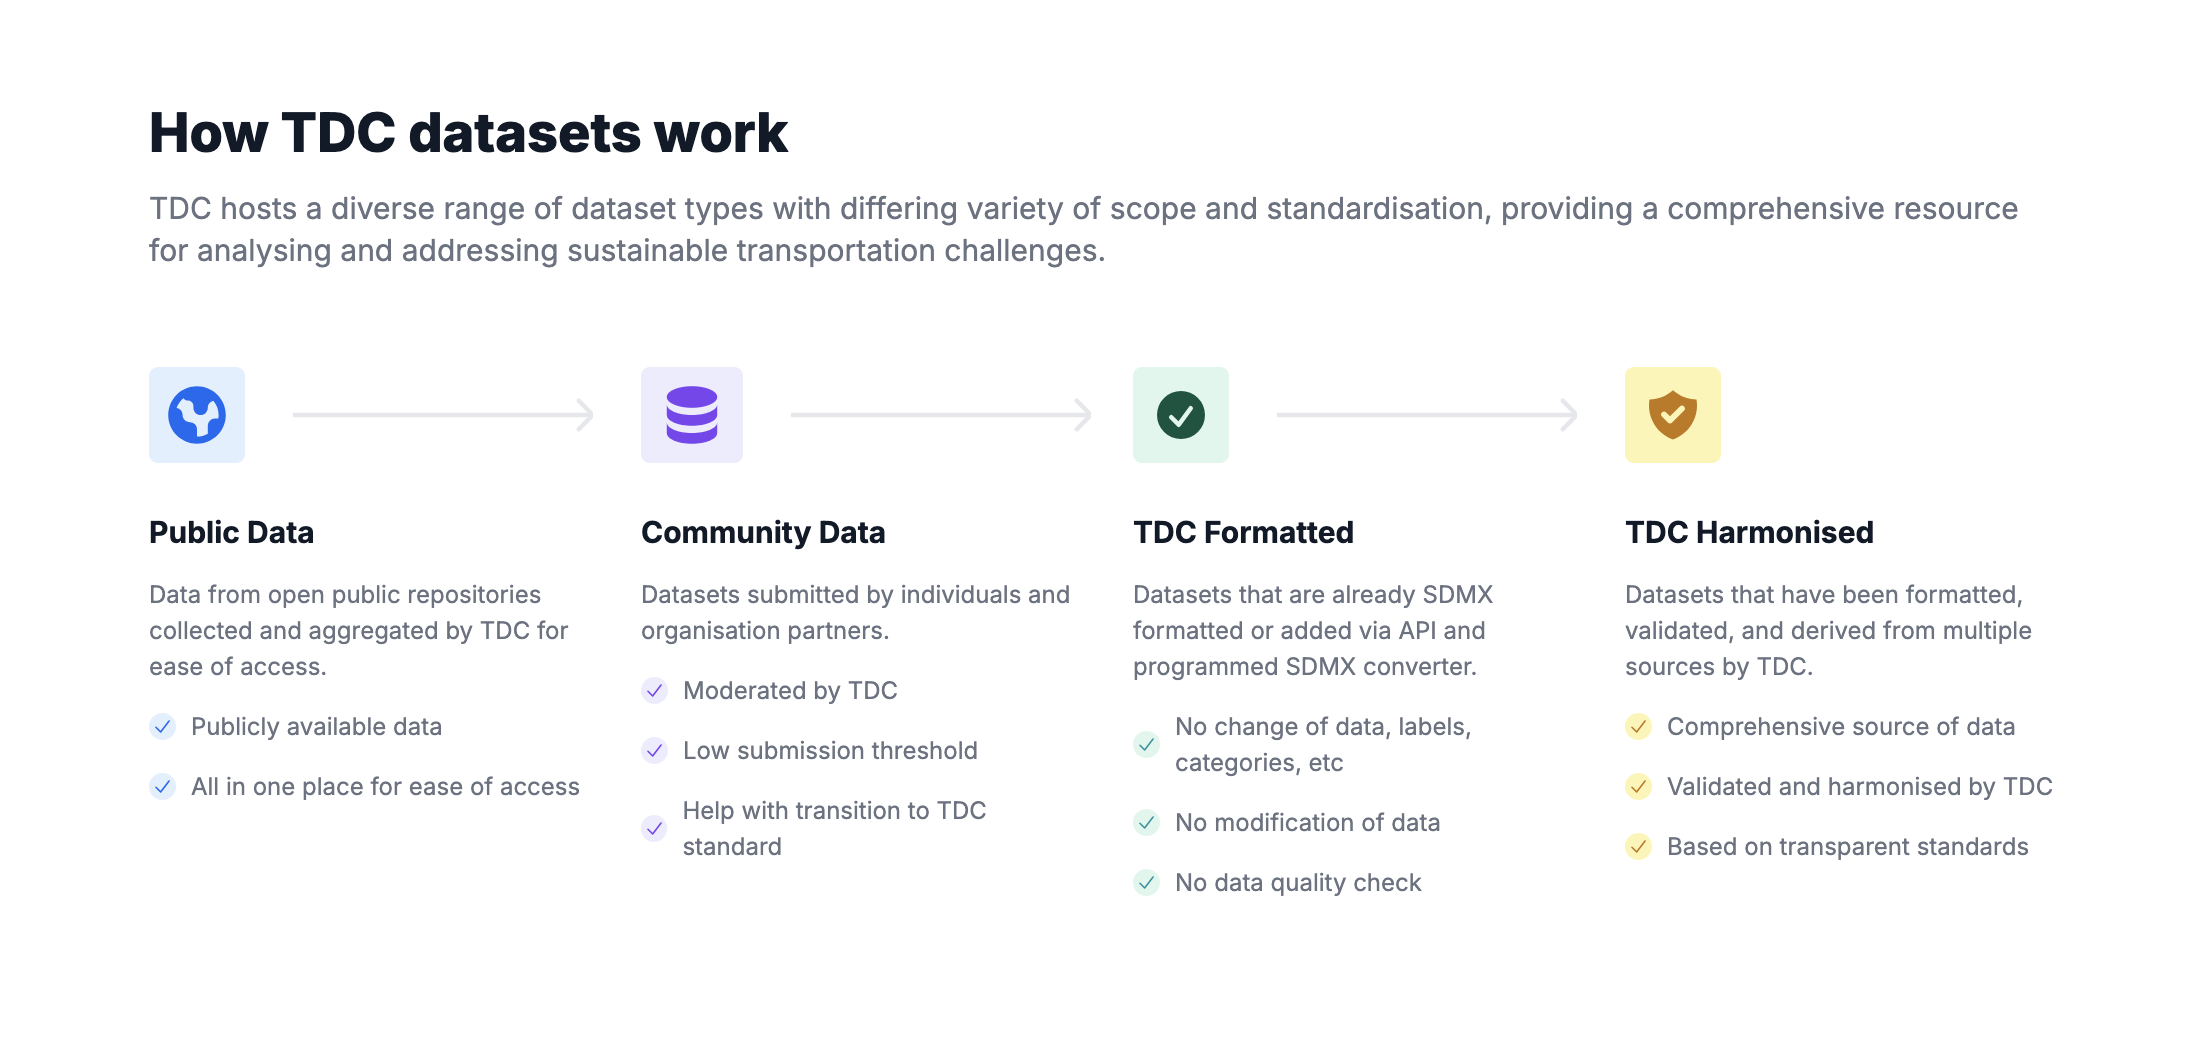 How TDC datasets work
TDC hosts a diverse range of dataset types with differing variety of scope and standardisation, providing a comprehensive resource
for analysing and addressing sustainable transportation challenges.
Public Data
Data from open public repositories
collected and aggregated by TDC for
ease of access.
Publicly available data
All in one place for ease of access
Community Data
Datasets submitted by individuals and
organisation partners.
Moderated by TDC
Low submission threshold
Help with transition to TDC
standard
TDC Formatted
Datasets that are already SDMX
formatted or added via API and
programmed SDMX converter.
No change of data, labels,
categories, etc
No modification of data
No data quality check
TDC Harmonised
Datasets that have been formatted,
validated, and derived from multiple
sources by TDC.
Comprehensive source of data
Validated and harmonised by TDC
Based on transparent standards